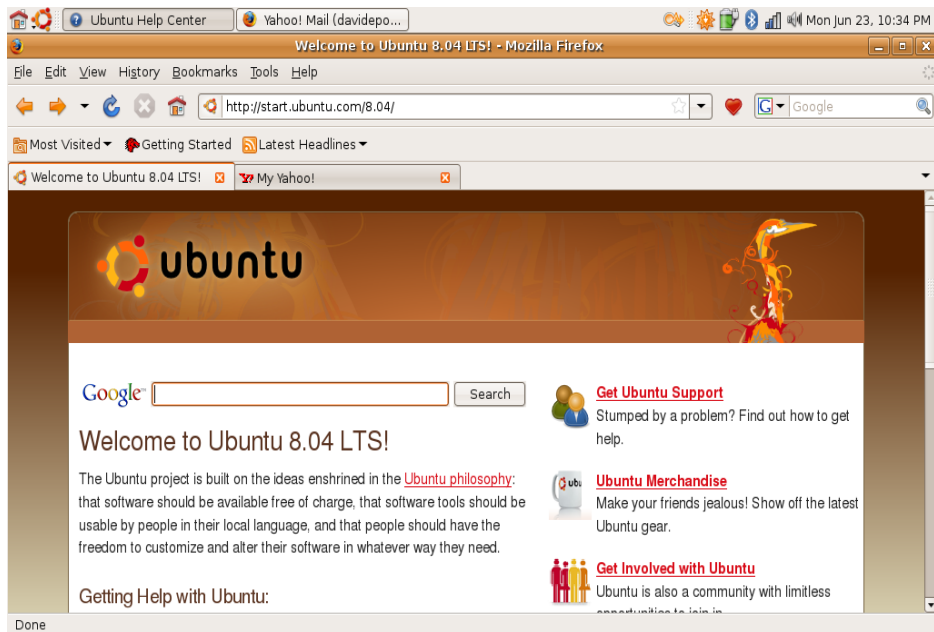 Ubuntu Help Center Yahoo! Mail (davidepo... Mon Jun 23, 10:34 PM
Welcome to Ubuntu 8.04 LTS! - Mozilla Firefox
File Edit View History Bookmarks Tools Help
http://start.ubuntu.com/8.04/ G Google
Most Visited Getting Started Latest Headlines
Welcome to Ubuntu 8.04 LTS! My Yahoo!
ubuntu
Google™ Search
Welcome to Ubuntu 8.04 LTS!
The Ubuntu project is built on the ideas enshrined in the Ubuntu philosophy:
that software should be available free of charge, that software tools should be
usable by people in their local language, and that people should have the
freedom to customize and alter their software in whatever way they need.
Getting Help with Ubuntu:
Get Ubuntu Support
Stumped by a problem? Find out how to get
help.
ubu
Ubuntu Merchandise
Make your friends jealous! Show off the latest
Ubuntu gear.
Get Involved with Ubuntu
Ubuntu is also a community with limitless
opportunities to join in
Done